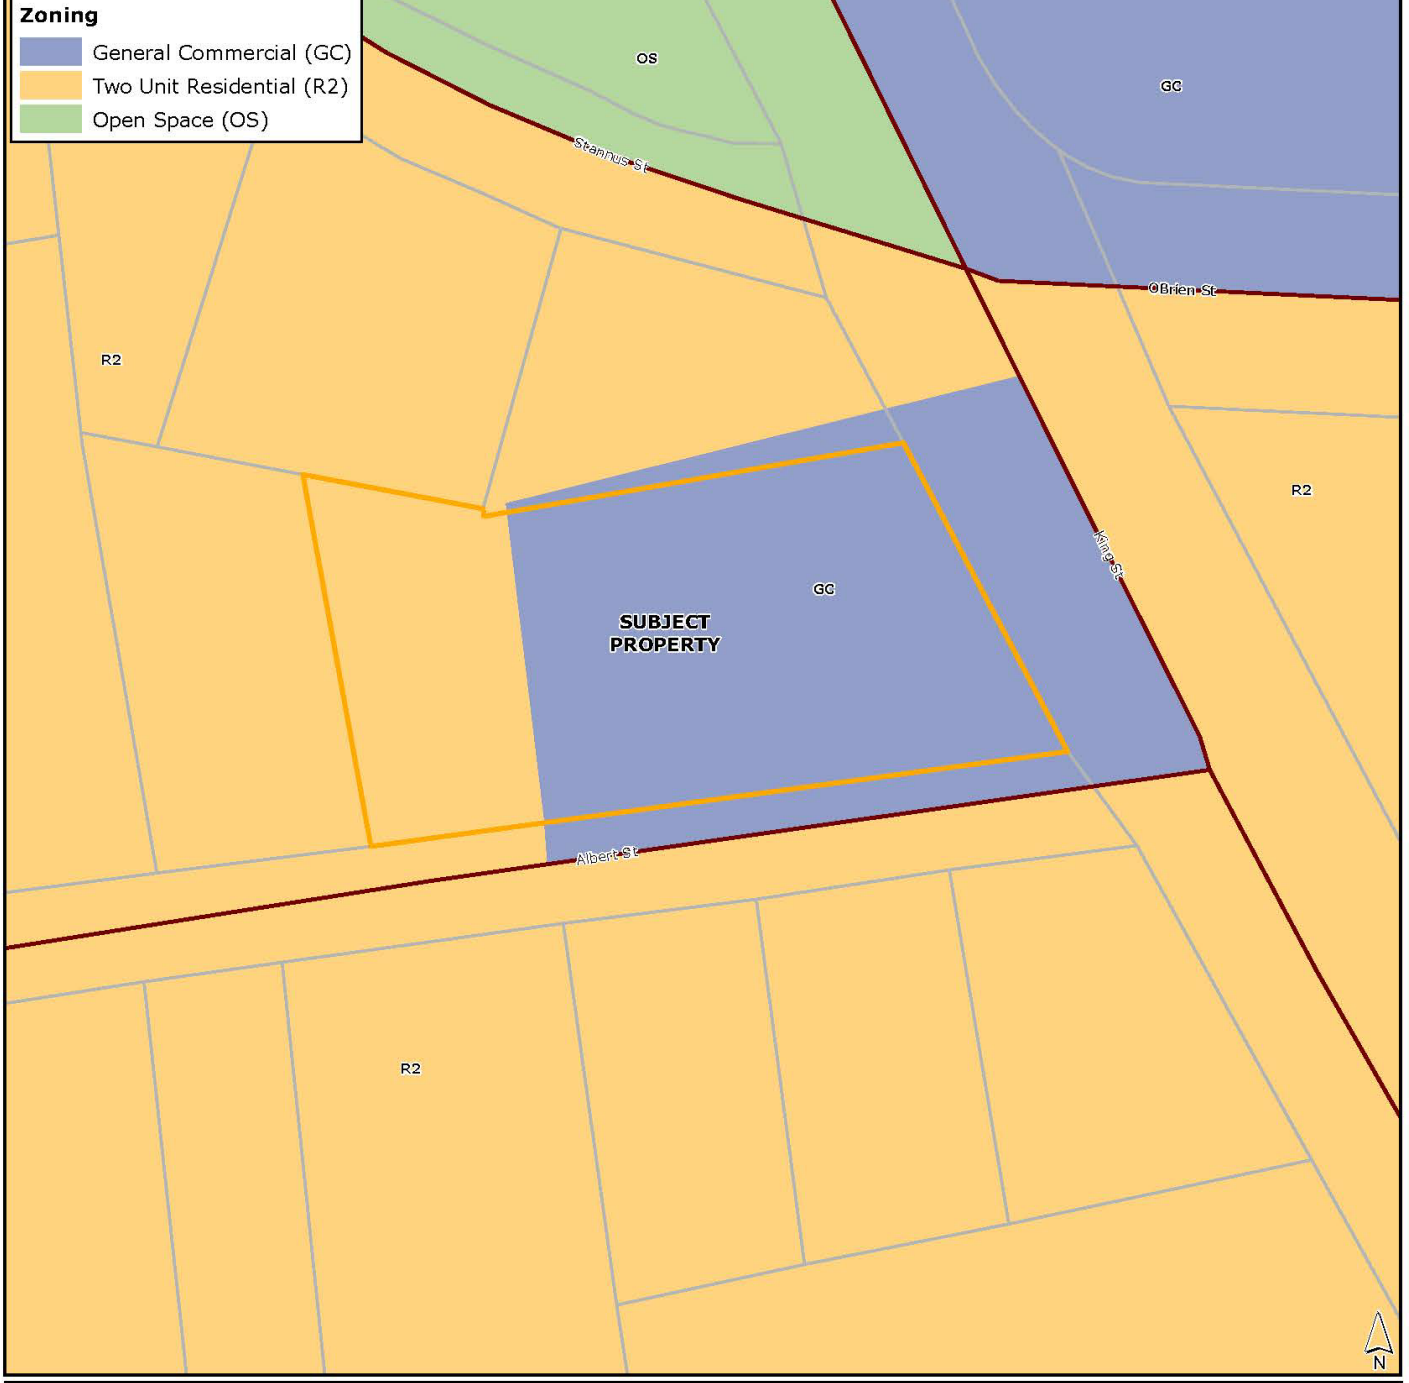 Zoning
General Commercial (GC)
Two Unit Residential (R2)
Open Space (OS)
OS
GC
Stannus St
OBrien St
R2
R2
King St
GC
SUBJECT
PROPERTY
Albert St
R2
N